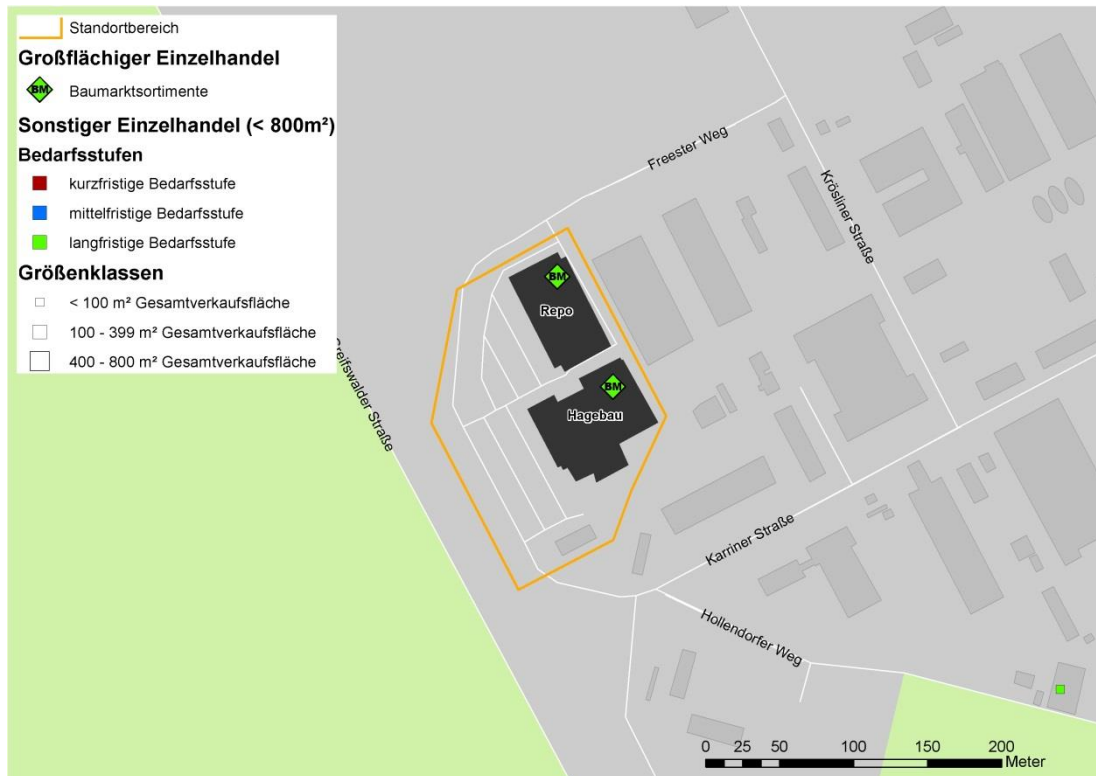 Standortbereich
Großflächiger Einzelhandel
BM Baumarktsortimente
Sonstiger Einzelhandel (< 800m²)
Bedarfsstufen
kurzfristige Bedarfsstufe
mittelfristige Bedarfsstufe
langfristige Bedarfsstufe
Größenklassen
< 100 m² Gesamtverkaufsfläche
100 - 399 m² Gesamtverkaufsfläche
400 - 800 m² Gesamtverkaufsfläche
Freester Weg
Krösliner Straße
BM
Repo
BM
Hagebau
Straße
Karriner Straße
Hollendorfer Weg
0 25 50 100 150 200
Meter